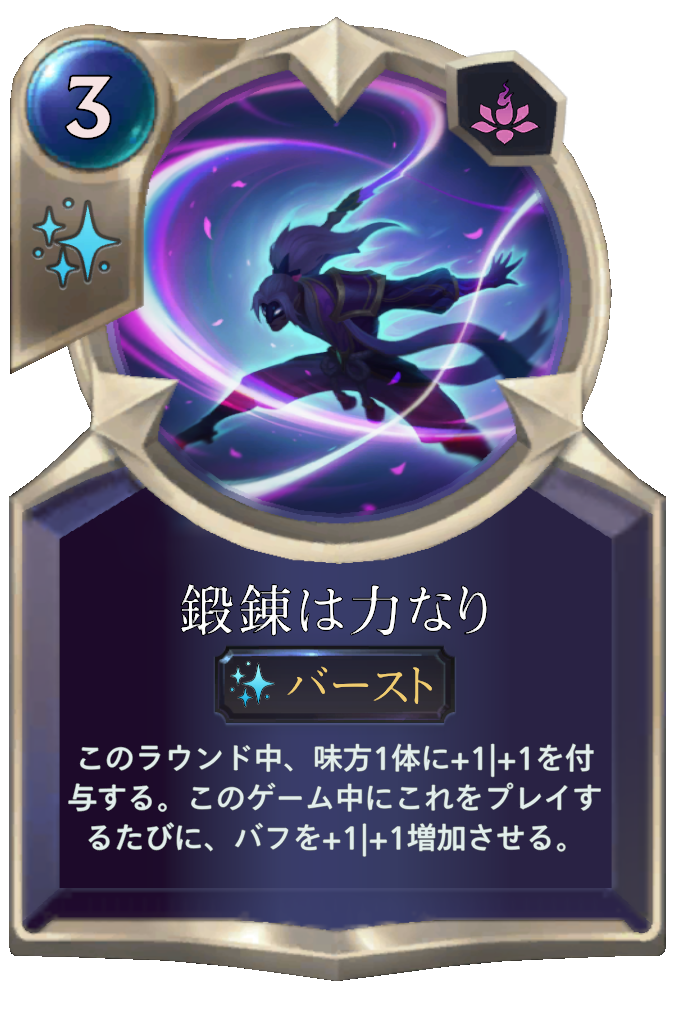 3
鍛錬は力なり
バースト
このラウンド中、味方1体に+1|+1を付
与する。このゲーム中にこれをプレイす
るたびに、バフを+1|+1増加させる。